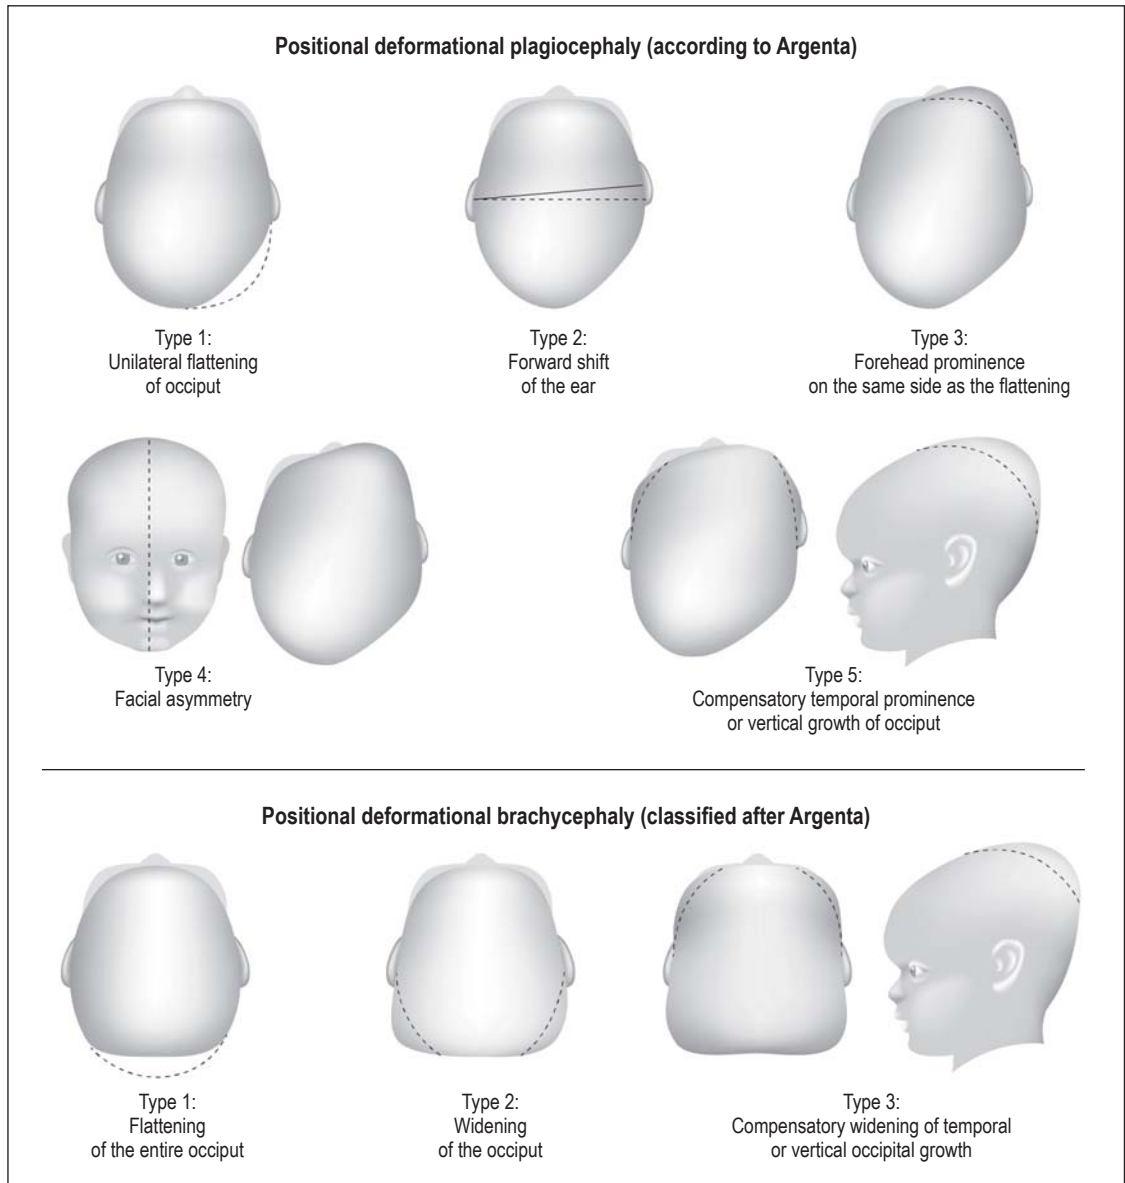 Positional deformational plagiocephaly (according to Argenta)
Type 1:
Unilateral flattening
of occiput
Type 2:
Forward shift
of the ear
Type 3:
Forehead prominence
on the same side as the flattening
Type 4:
Facial asymmetry
Type 5:
Compensatory temporal prominence
or vertical growth of occiput
Positional deformational brachycephaly (classified after Argenta)
Type 1:
Flattening
of the entire occiput
Type 2:
Widening
of the occiput
Type 3:
Compensatory widening of temporal
or vertical occipital growth